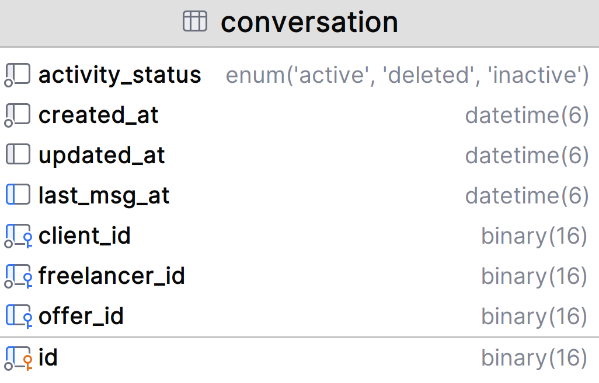 conversation
activity_status enum('active', 'deleted', 'inactive')
created_at datetime(6)
updated_at datetime(6)
last_msg_at datetime(6)
client_id binary(16)
freelancer_id binary(16)
offer_id binary(16)
id binary(16)